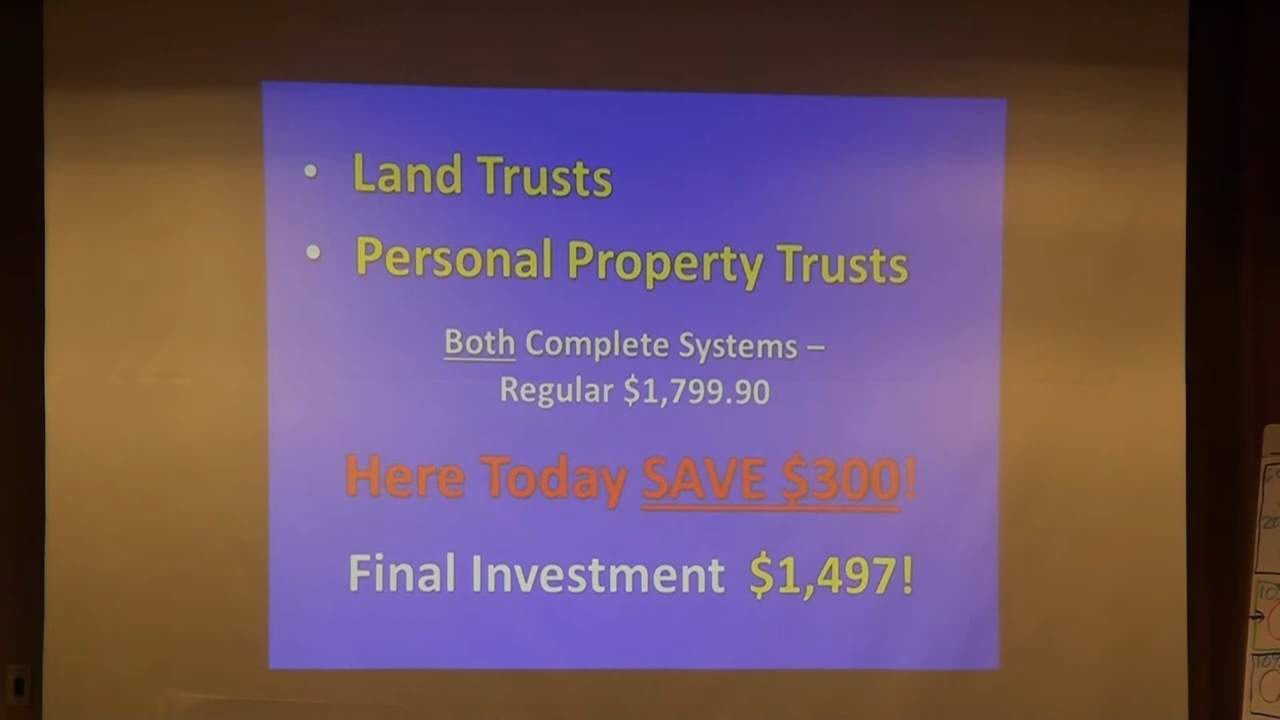 • Land Trusts
• Personal Property Trusts
Both Complete Systems –
Regular $1,799.90
Here Today SAVE $300!
Final Investment $1,497!